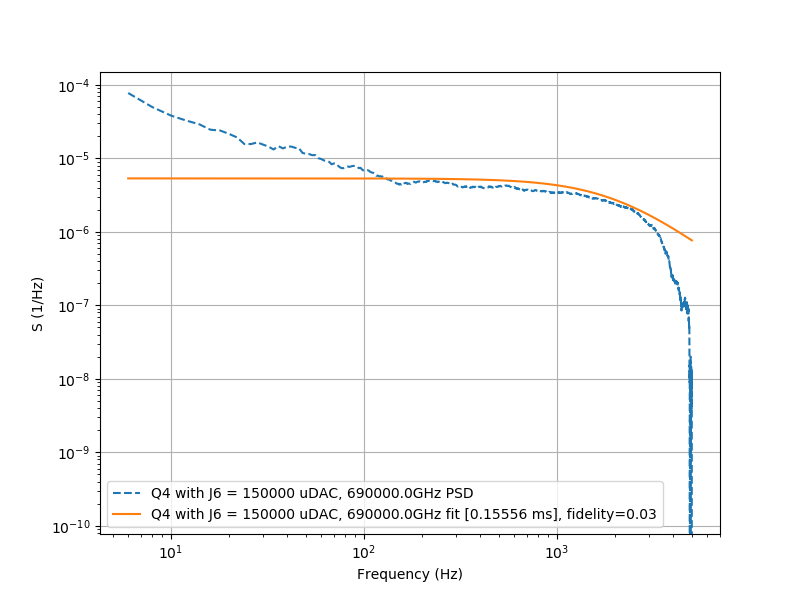 10⁻⁴
10⁻⁵
10⁻⁶
10⁻⁷
10⁻⁸
10⁻⁹
10⁻¹⁰
S (1/Hz)
Q4 with J6 = 150000 uDAC, 690000.0GHz PSD
Q4 with J6 = 150000 uDAC, 690000.0GHz fit [0.15556 ms], fidelity=0.03
10¹ 10² 10³
Frequency (Hz)